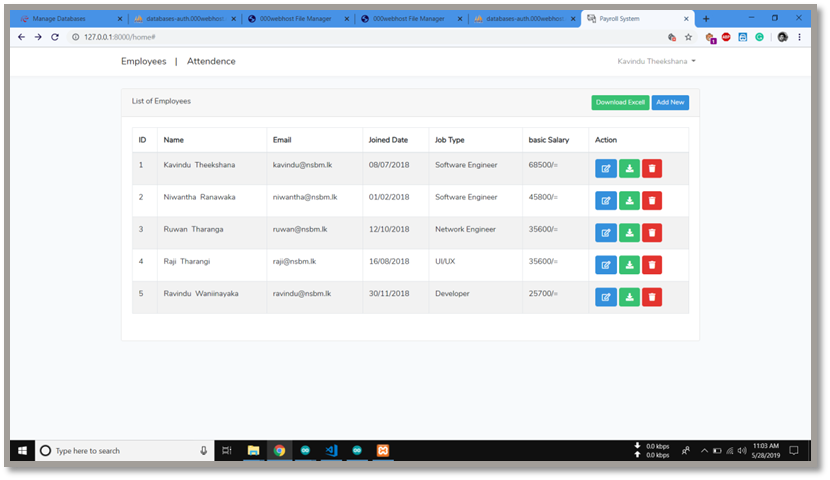 Manage Databases
databases-auth.000webhost
000webhost File Manager
000webhost File Manager
databases-auth.000webhost
Payroll System
127.0.0.1:8000/home#
Employees | Attendence
Kavindu Theekshana
List of Employees
Download Excell
Add New
ID Name Email Joined Date Job Type basic Salary Action
1 Kavindu Theekshana kavindu@nsbm.lk 08/07/2018 Software Engineer 68500/=
2 Niwantha Ranawaka niwantha@nsbm.lk 01/02/2018 Software Engineer 45800/=
3 Ruwan Tharanga ruwan@nsbm.lk 12/10/2018 Network Engineer 35600/=
4 Raji Tharangi raji@nsbm.lk 16/08/2018 UI/UX 35600/=
5 Ravindu Waniinayaka ravindu@nsbm.lk 30/11/2018 Developer 25700/=
Type here to search
0.0 kbps
0.0 kbps
11:03 AM
5/28/2019